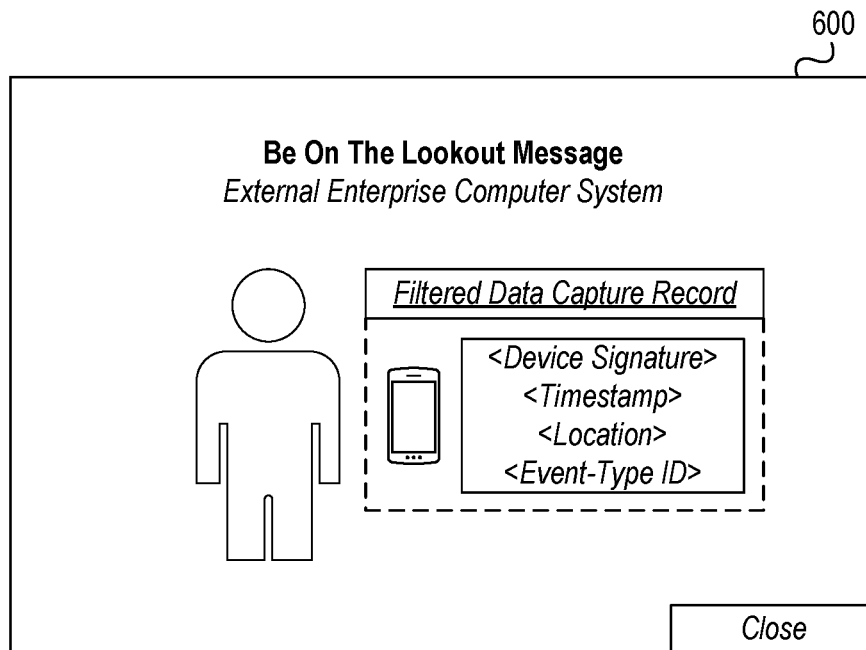 600
Be On The Lookout Message
External Enterprise Computer System
Filtered Data Capture Record
<Device Signature>
<Timestamp>
<Location>
<Event-Type ID>
Close